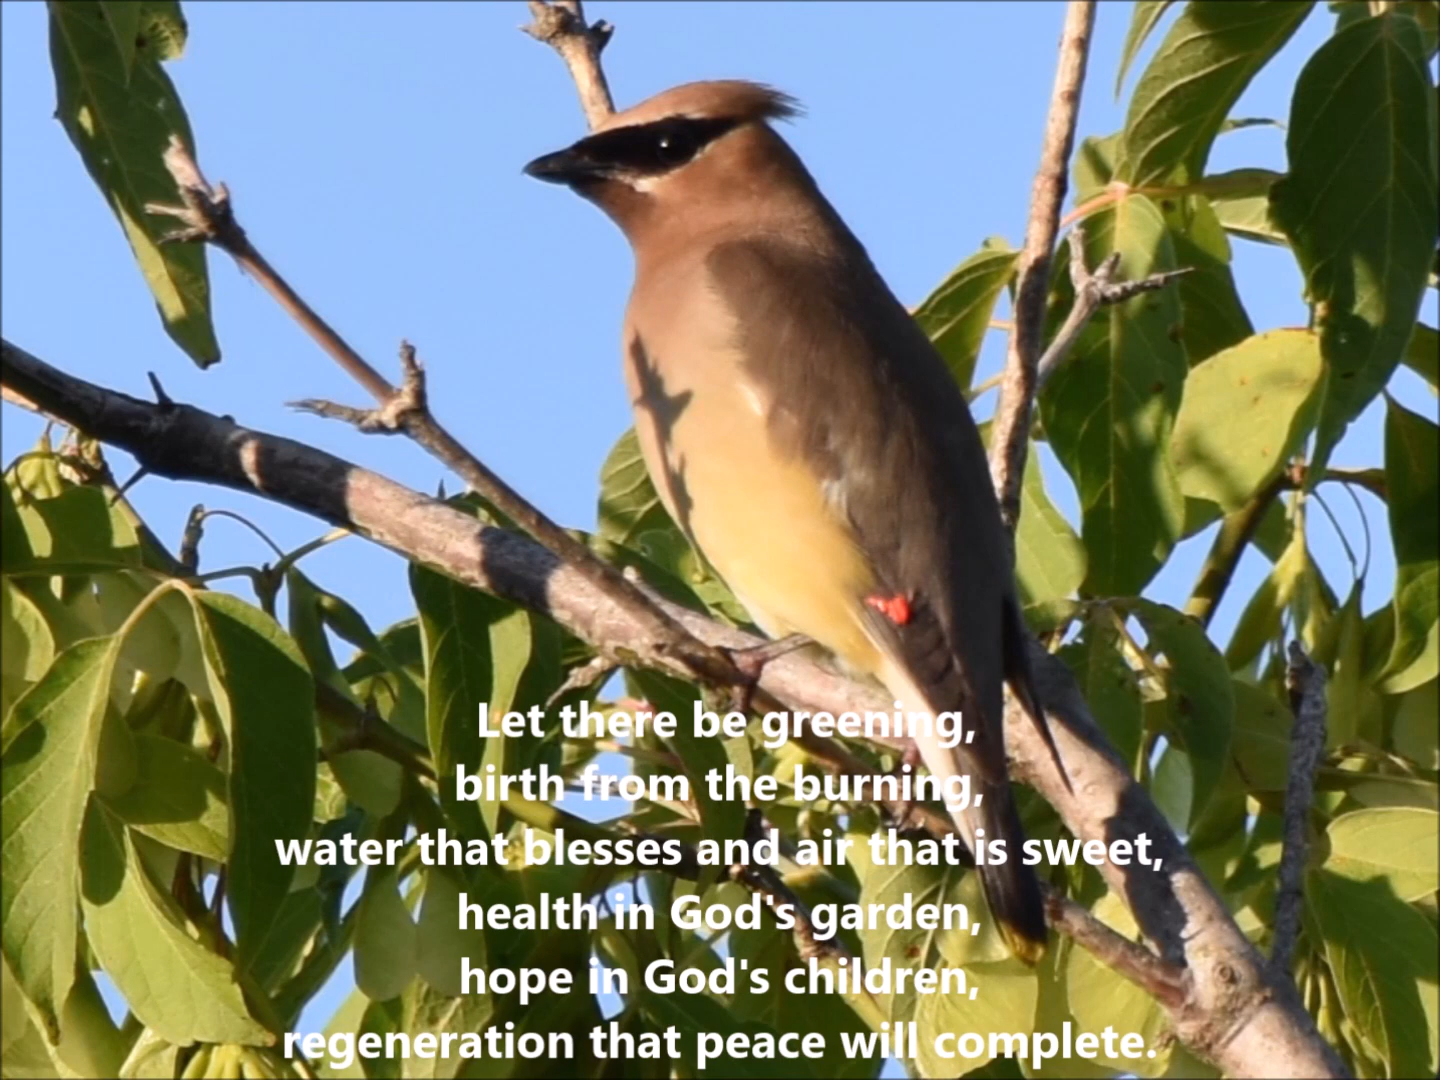 Let there be greening,
birth from the burning,
water that blesses and air that is sweet,
health in God's garden,
hope in God's children,
regeneration that peace will complete.